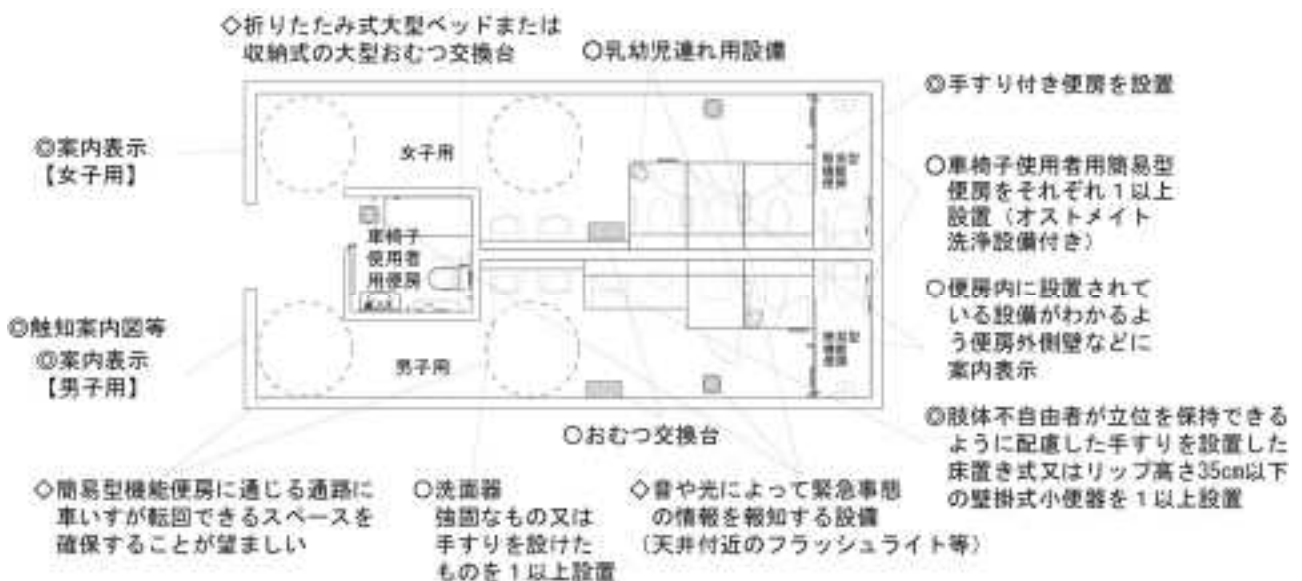 ◇折りたたみ式大型ベッドまたは
収納式の大型おむつ交換台
○乳幼児連れ用設備
◎手すり付き便房を設置
◎案内表示
【女子用】
女子用
○車椅子使用者用簡易型
便房をそれぞれ1以上
設置（オストメイト
洗浄設備付き）
車椅子
使用者
用便房
○便房内に設置されて
いる設備がわかるよ
う便房外側壁などに
案内表示
◎触知案内図等
◎案内表示
【男子用】
男子用
○おむつ交換台
◎肢体不自由者が立位を保持できる
ように配慮した手すりを設置した
床置き式又はリップ高さ35cm以下
の壁掛式小便器を1以上設置
◇簡易型機能便房に通じる通路に
車いすが転回できるスペースを
確保することが望ましい
○洗面器
強固なもの又は
手すりを設けた
ものを1以上設置
◇音や光によって緊急事態
の情報を報知する設備
（天井付近のフラッシュライト等）